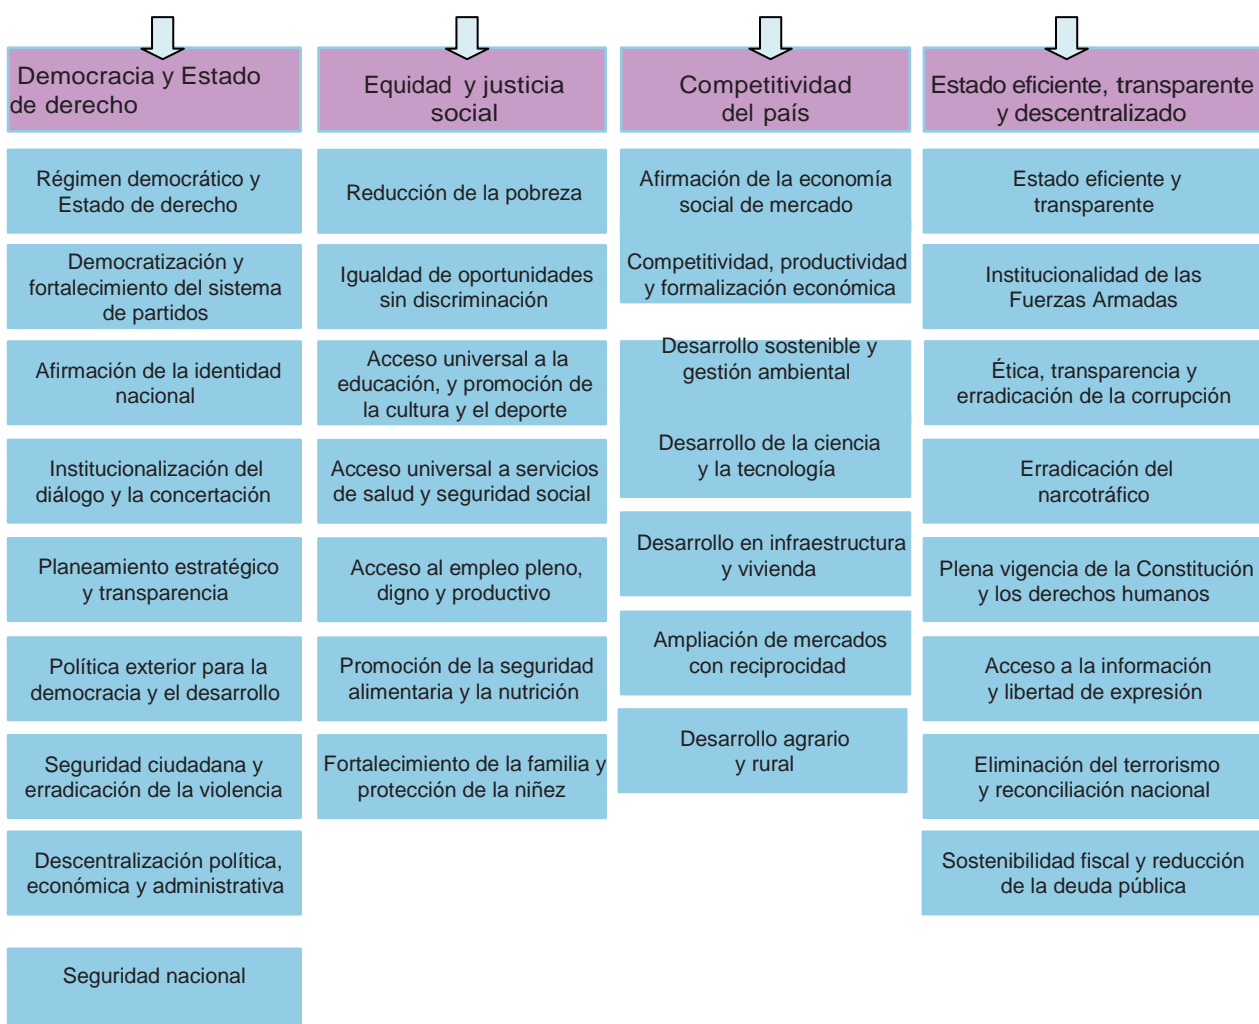 Democracia y Estado
de derecho
Régimen democrático y
Estado de derecho
Democratización y
fortalecimiento del sistema
de partidos
Afirmación de la identidad
nacional
Institucionalización del
diálogo y la concertación
Planeamiento estratégico
y transparencia
Política exterior para la
democracia y el desarrollo
Seguridad ciudadana y
erradicación de la violencia
Descentralización política,
económica y administrativa
Seguridad nacional
Equidad y justicia
social
Reducción de la pobreza
Igualdad de oportunidades
sin discriminación
Acceso universal a la
educación, y promoción de
la cultura y el deporte
Acceso universal a servicios
de salud y seguridad social
Acceso al empleo pleno,
digno y productivo
Promoción de la seguridad
alimentaria y la nutrición
Fortalecimiento de la familia y
protección de la niñez
Competitividad
del país
Afirmación de la economía
social de mercado
Competitividad, productividad
y formalización económica
Desarrollo sostenible y
gestión ambiental
Desarrollo de la ciencia
y la tecnología
Desarrollo en infraestructura
y vivienda
Ampliación de mercados
con reciprocidad
Desarrollo agrario
y rural
Estado eficiente, transparente
y descentralizado
Estado eficiente y
transparente
Institucionalidad de las
Fuerzas Armadas
Ética, transparencia y
erradicación de la corrupción
Erradicación del
narcotráfico
Plena vigencia de la Constitución
y los derechos humanos
Acceso a la información
y libertad de expresión
Eliminación del terrorismo
y reconciliación nacional
Sostenibilidad fiscal y reducción
de la deuda pública